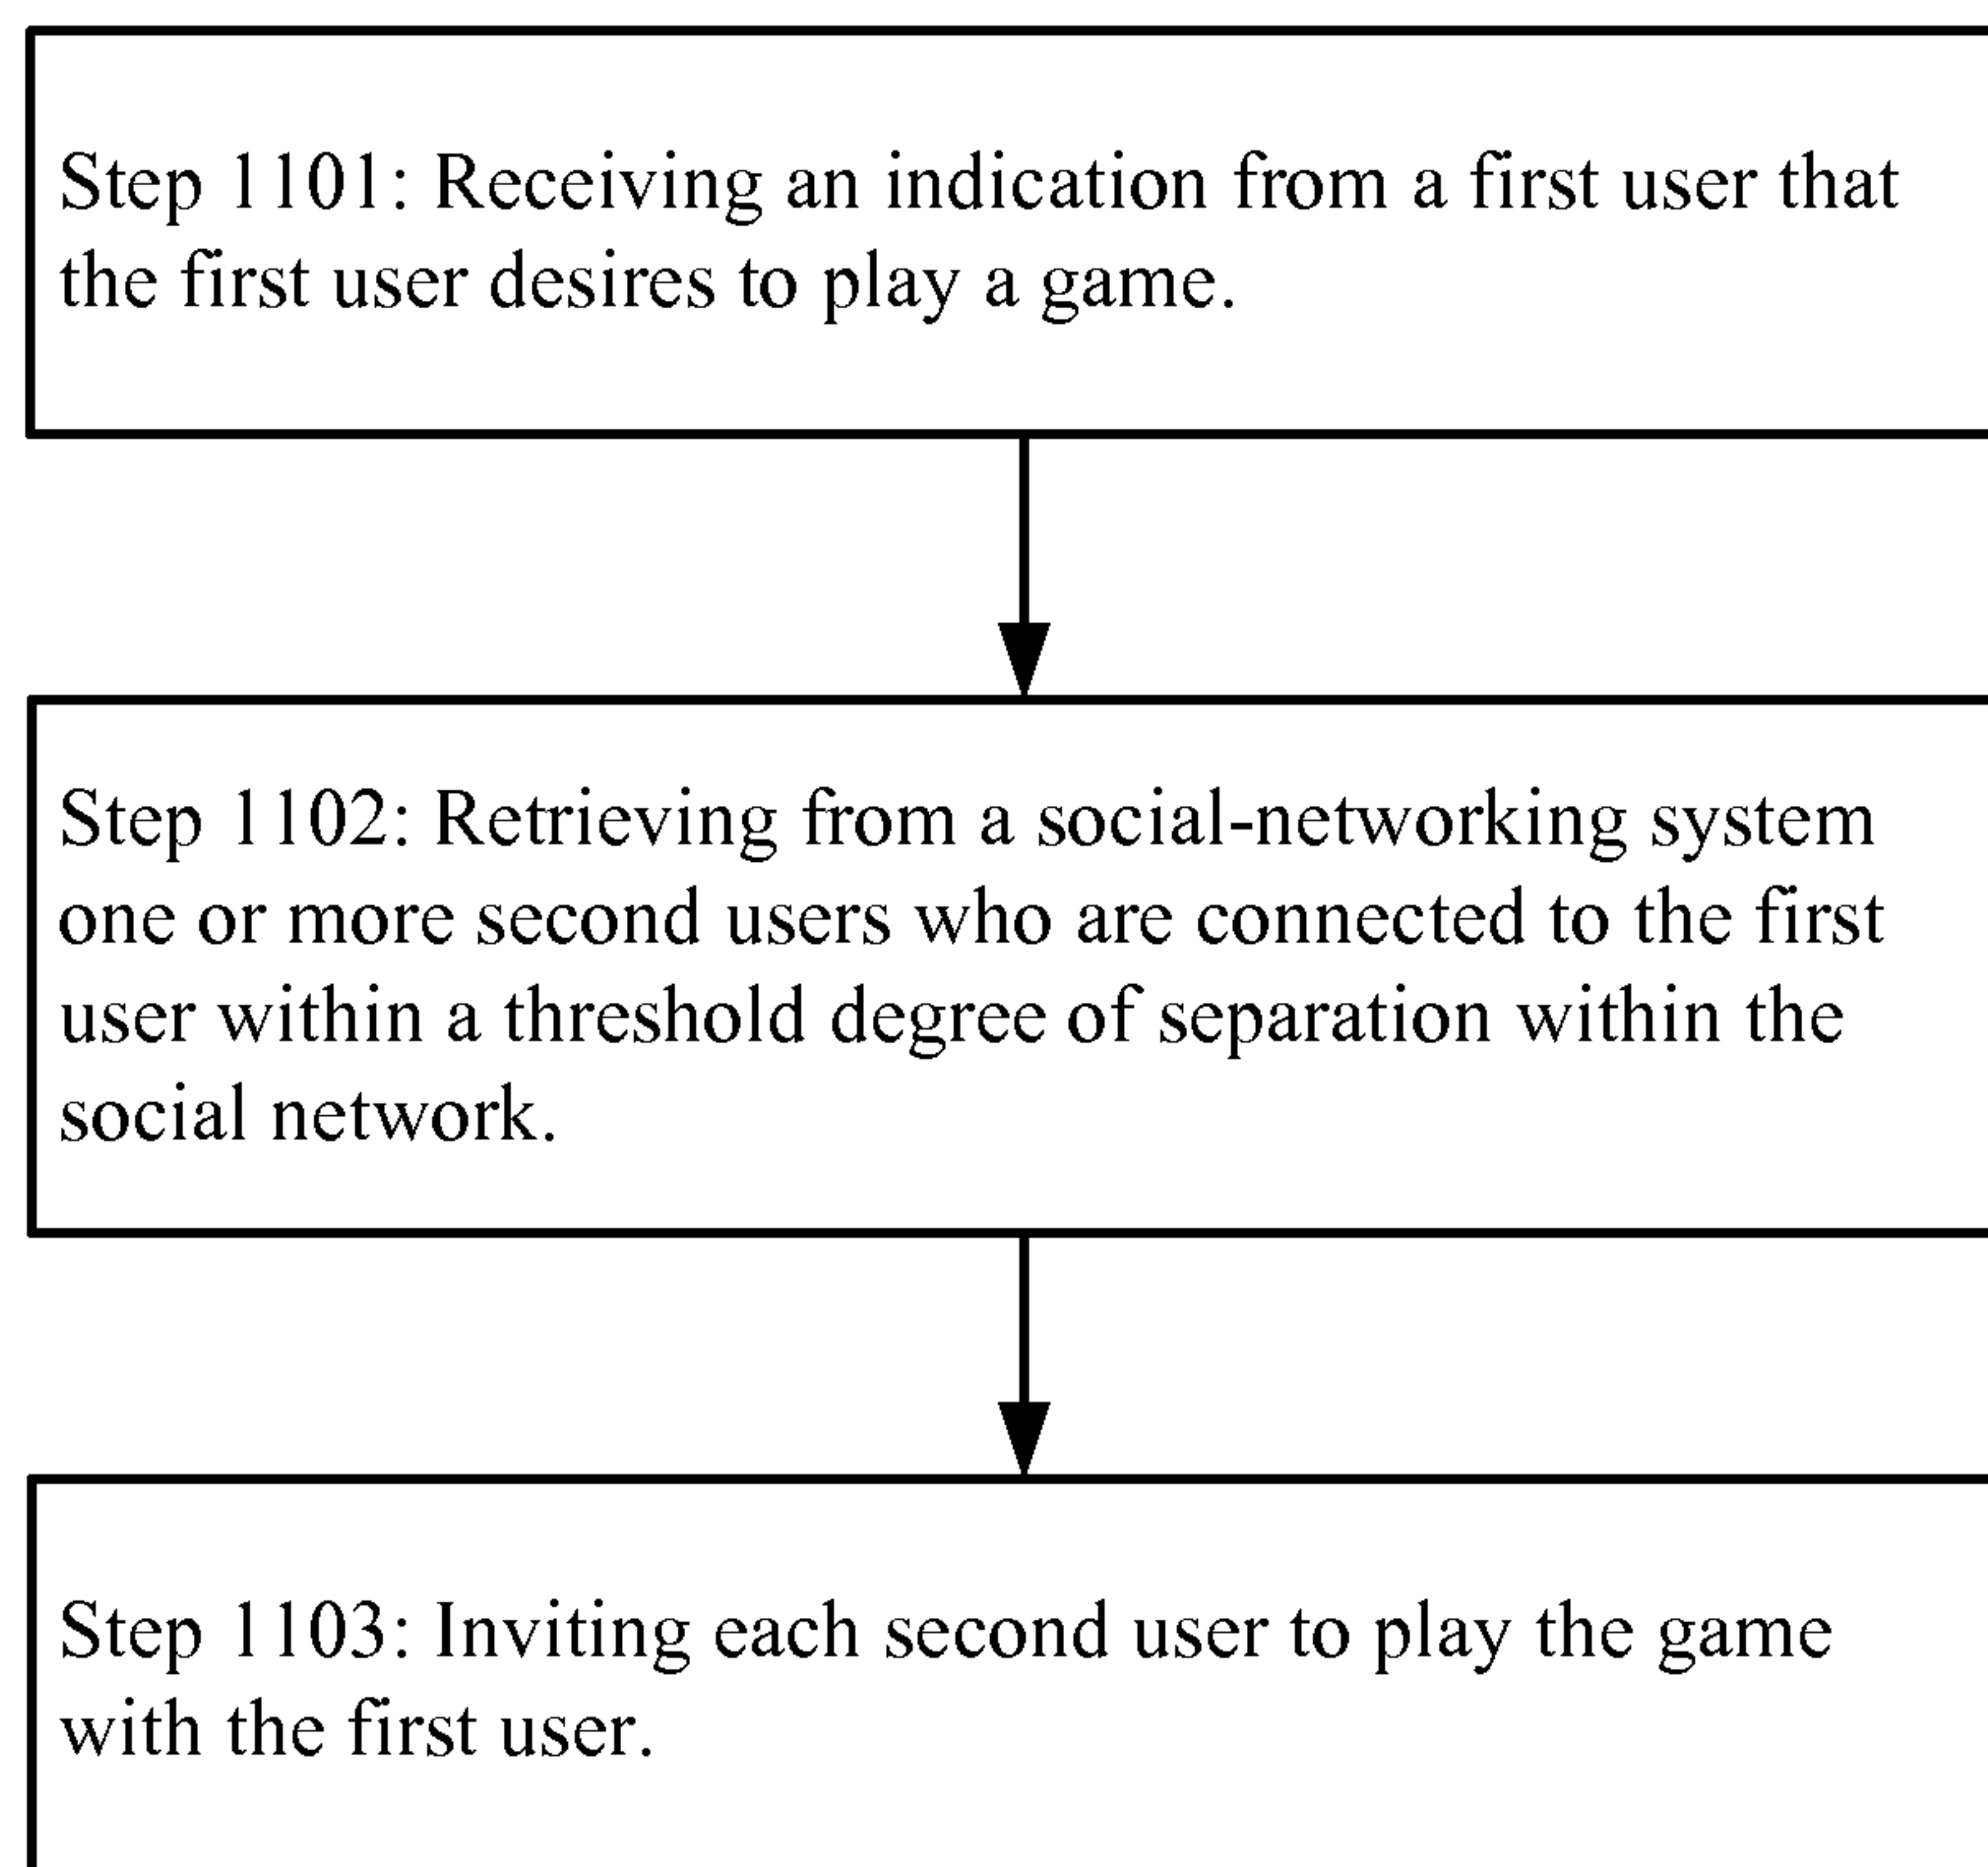 Step 1101: Receiving an indication from a first user that
the first user desires to play a game.
Step 1102: Retrieving from a social-networking system
one or more second users who are connected to the first
user within a threshold degree of separation within the
social network.
Step 1103: Inviting each second user to play the game
with the first user.